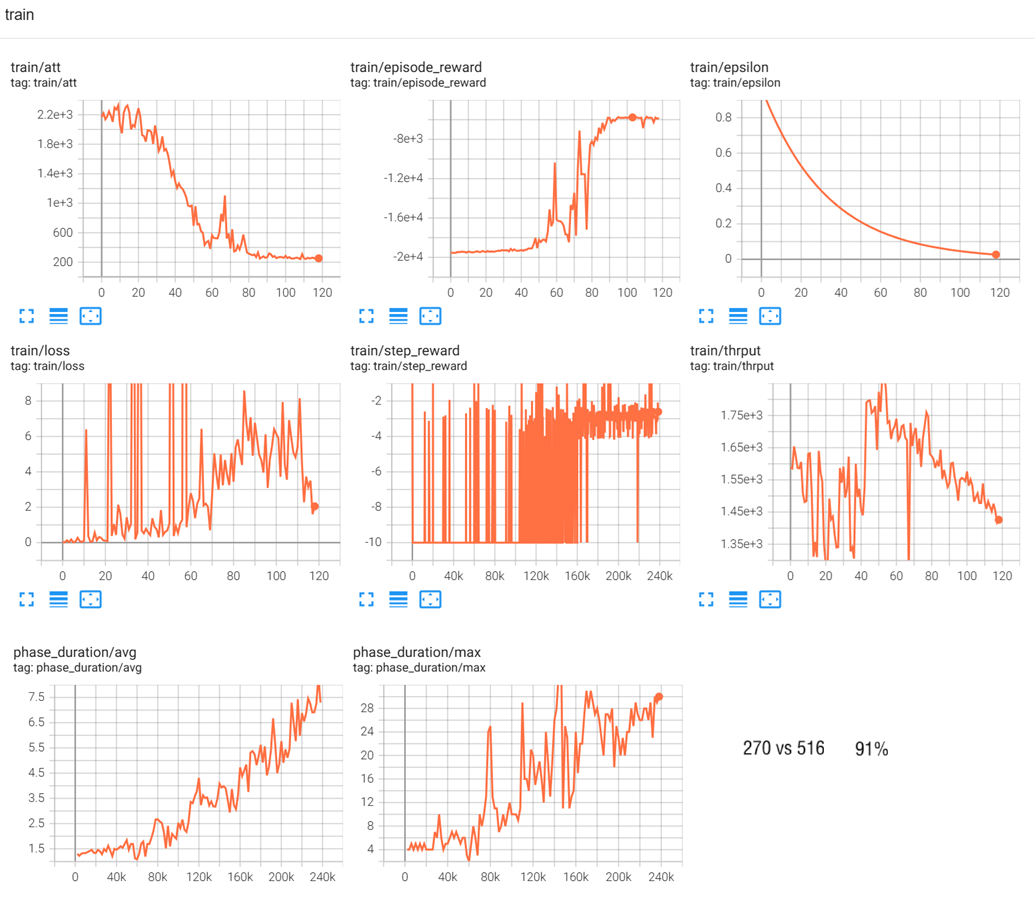 train
train/att
tag: train/att
2.2e+3
1.8e+3
1.4e+3
1e+3
600
200
0 20 40 60 80 100 120
train/episode_reward
tag: train/episode_reward
-8e+3
-1.2e+4
-1.6e+4
-2e+4
0 20 40 60 80 100 120
train/epsilon
tag: train/epsilon
0.8
0.6
0.4
0.2
0
0 20 40 60 80 100 120
train/loss
tag: train/loss
8
6
4
2
0
0 20 40 60 80 100 120
train/step_reward
tag: train/step_reward
-2
-4
-6
-8
-10
0 40k 80k 120k 160k 200k 240k
train/thrput
tag: train/thrput
1.75e+3
1.65e+3
1.55e+3
1.45e+3
1.35e+3
0 20 40 60 80 100 120
phase_duration/avg
tag: phase_duration/avg
7.5
6.5
5.5
4.5
3.5
2.5
1.5
0 40k 80k 120k 160k 200k 240k
phase_duration/max
tag: phase_duration/max
28
24
20
16
12
8
4
0 40k 80k 120k 160k 200k 240k
270 vs 516 91%